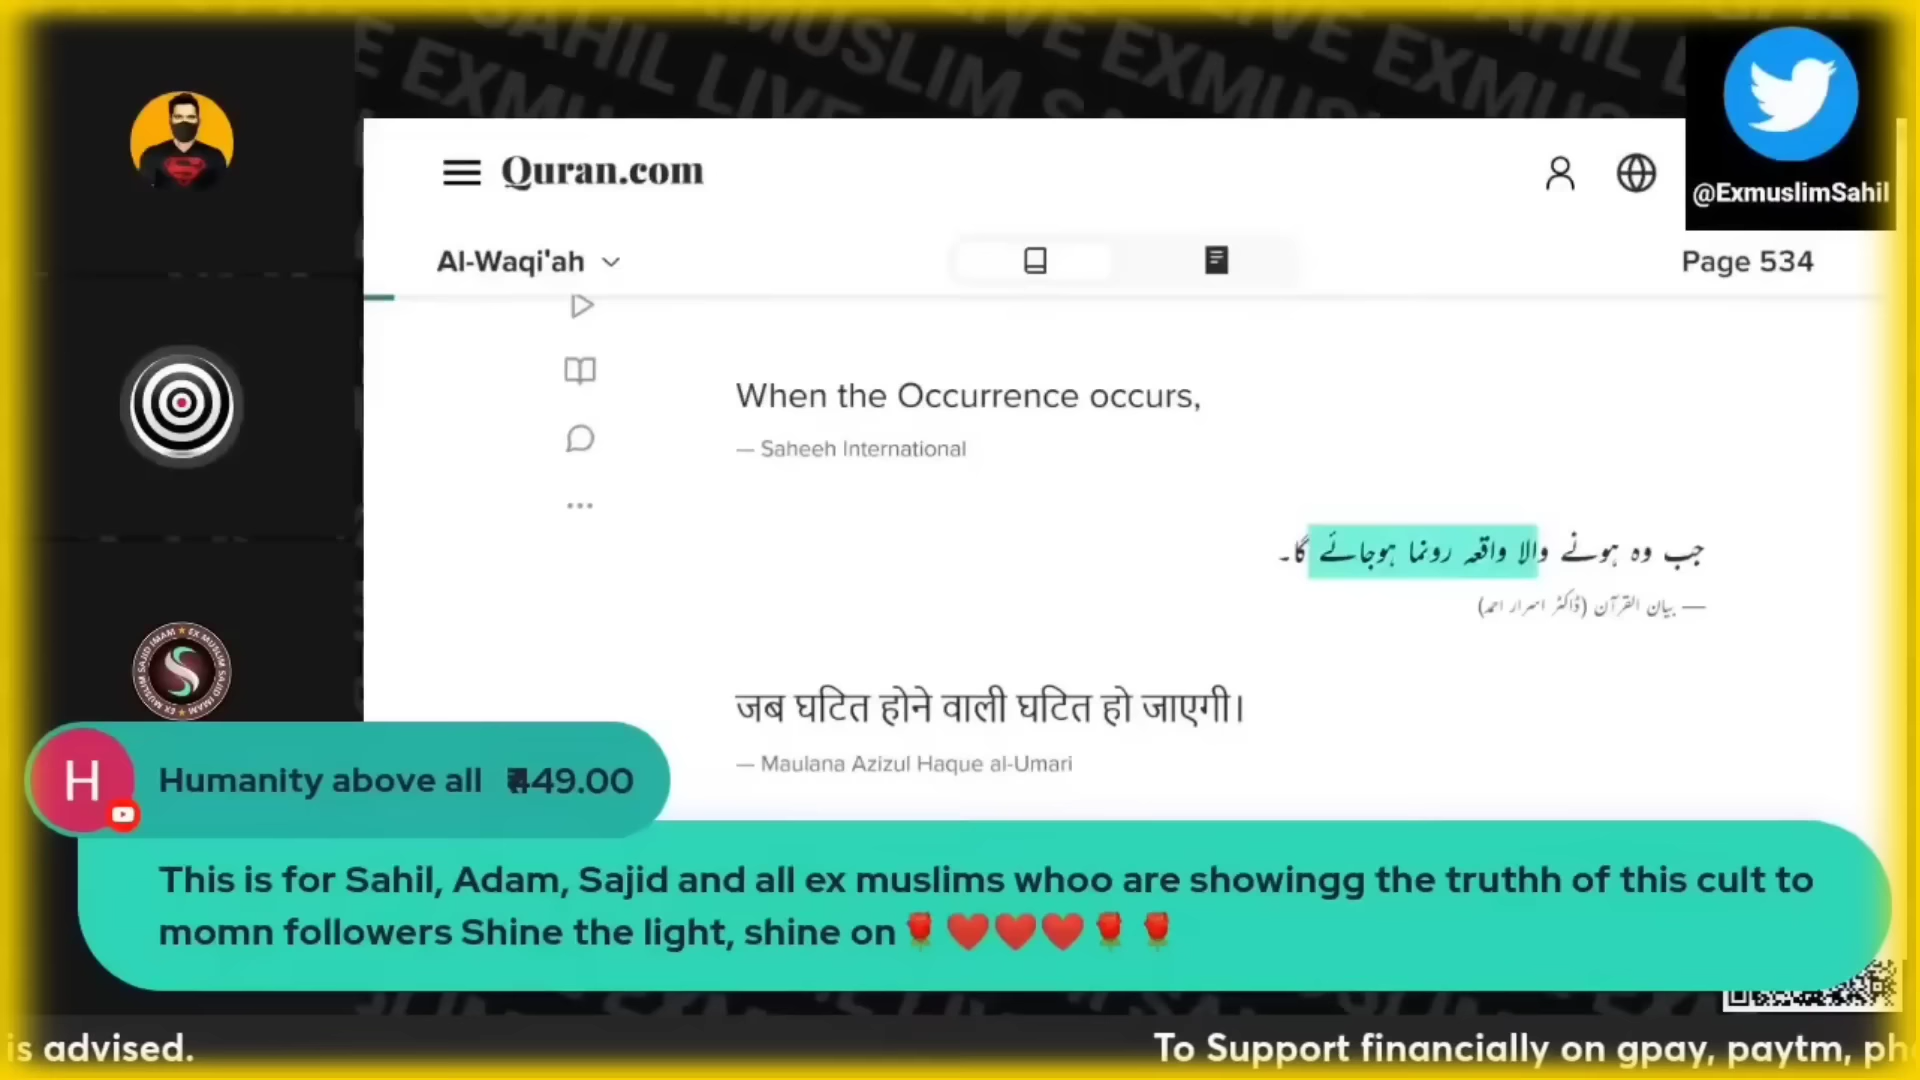 Quran.com
@ExmuslimSahil
Al-Waqi'ah
Page 534
When the Occurrence occurs,
— Saheeh International
جب وہ ہونے والا واقعہ رونما ہوجائے گا۔
— بیان القرآن (ڈاکٹر اسرار احمد)
जब घटित होने वाली घटित हो जाएगी।
— Maulana Azizul Haque al-Umari
H
Humanity above all 449.00
This is for Sahil, Adam, Sajid and all ex muslims whoo are showingg the truthh of this cult to
momn followers Shine the light, shine on🌹❤️❤️❤️🌹🌹
is advised.
To Support financially on gpay, paytm, ph